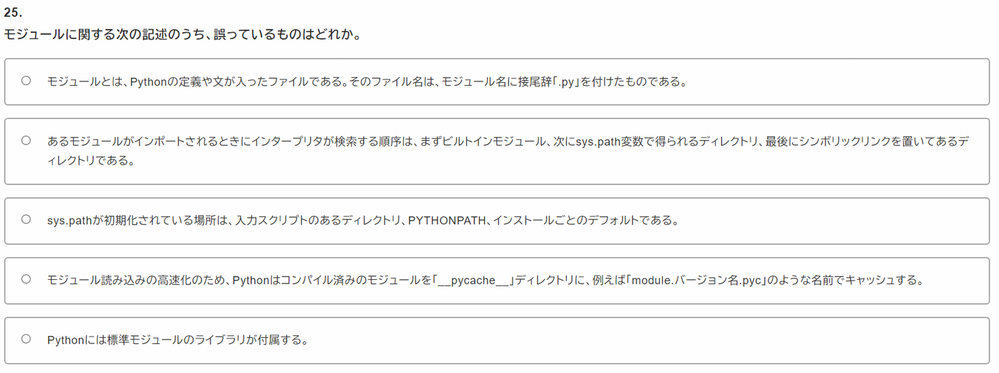 25.
モジュールに関する次の記述のうち、誤っているものはどれか。
モジュールとは、Pythonの定義や文が入ったファイルである。そのファイル名は、モジュール名に接尾辞「.py」を付けたものである。
あるモジュールがインポートされるときにインタープリタが検索する順序は、まずビルトインモジュール、次にsys.path変数で得られるディレクトリ、最後にシンボリックリンクを置いてあるデ
ィレクトリである。
sys.pathが初期化されている場所は、入力スクリプトのあるディレクトリ、PYTHONPATH、インストールごとのデフォルトである。
モジュール読み込みの高速化のため、Pythonはコンパイル済みのモジュールを「__pycache__」ディレクトリに、例えば「module.バージョン名.pyc」のような名前でキャッシュする。
Pythonには標準モジュールのライブラリが付属する。